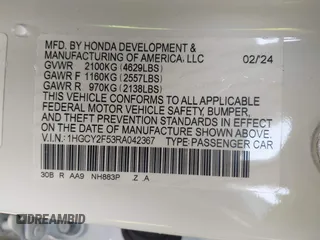 MFD. BY HONDA DEVELOPMENT &
MANUFACTURING OF AMERICA, LLC
GVWR 2100KG (4629LBS) 02/24
GAWR F 1160KG (2557LBS)
GAWR R 970KG (2138LBS)
THIS VEHICLE CONFORMS TO ALL APPLICABLE
FEDERAL MOTOR VEHICLE SAFETY, BUMPER,
AND THEFT PREVENTION STANDARDS IN EFFECT
ON THE DATE OF MANUFACTURE SHOWN ABOVE.
V.I.N.: 1HGCY2F53RA042367 TYPE: PASSENGER CAR
30B R AA9 NH883P .Z .A
DREAMBID